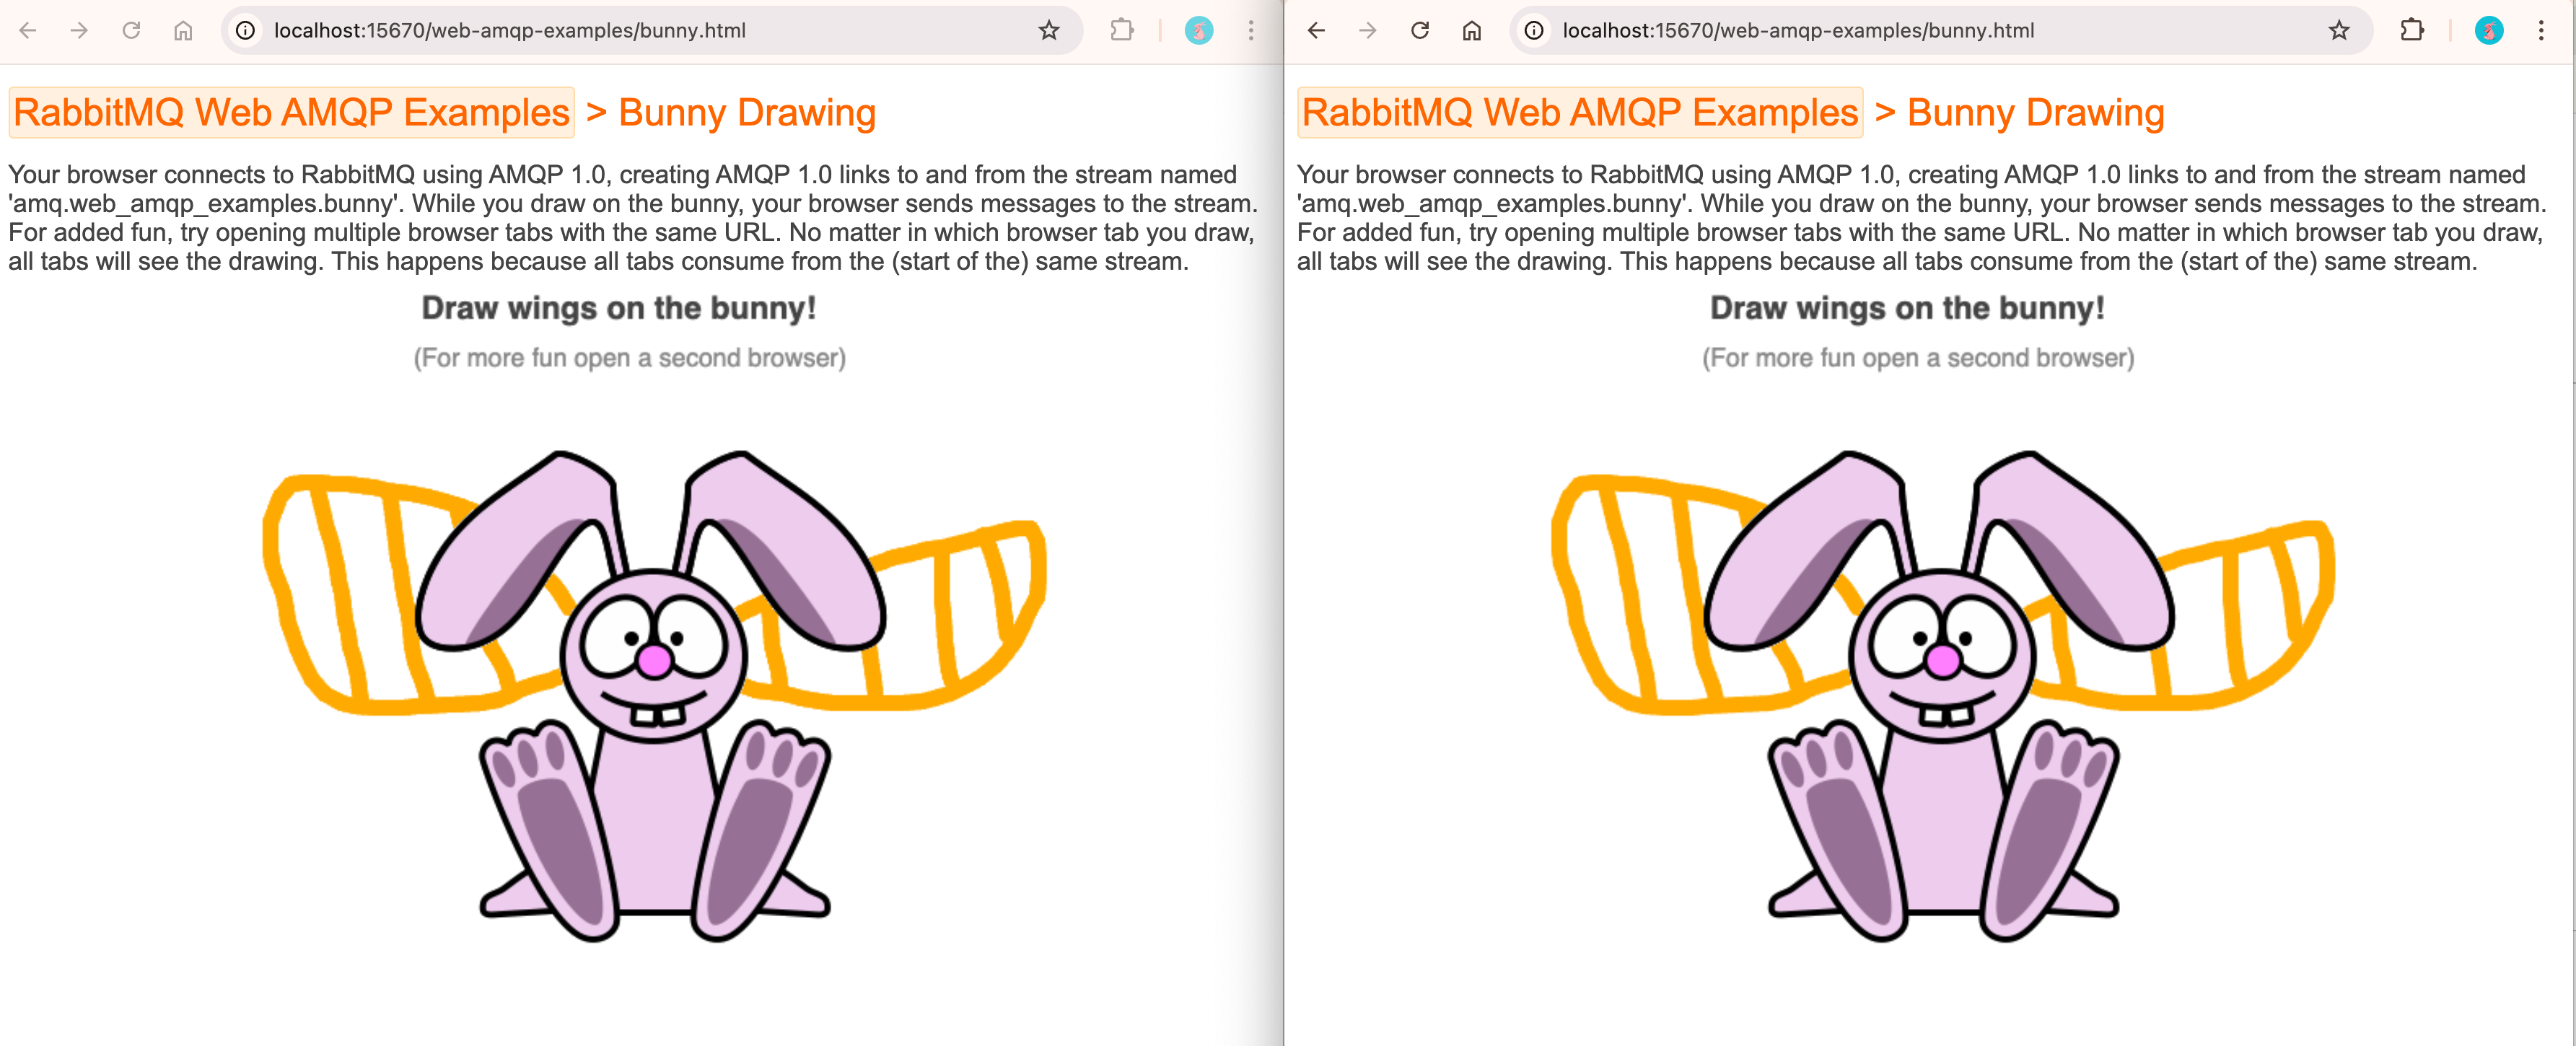 localhost:15670/web-amqp-examples/bunny.html
RabbitMQ Web AMQP Examples > Bunny Drawing
Your browser connects to RabbitMQ using AMQP 1.0, creating AMQP 1.0 links to and from the stream named
'amq.web_amqp_examples.bunny'. While you draw on the bunny, your browser sends messages to the stream.
For added fun, try opening multiple browser tabs with the same URL. No matter in which browser tab you draw,
all tabs will see the drawing. This happens because all tabs consume from the (start of the) same stream.
Draw wings on the bunny!
(For more fun open a second browser)
localhost:15670/web-amqp-examples/bunny.html
RabbitMQ Web AMQP Examples > Bunny Drawing
Your browser connects to RabbitMQ using AMQP 1.0, creating AMQP 1.0 links to and from the stream named
'amq.web_amqp_examples.bunny'. While you draw on the bunny, your browser sends messages to the stream.
For added fun, try opening multiple browser tabs with the same URL. No matter in which browser tab you draw,
all tabs will see the drawing. This happens because all tabs consume from the (start of the) same stream.
Draw wings on the bunny!
(For more fun open a second browser)